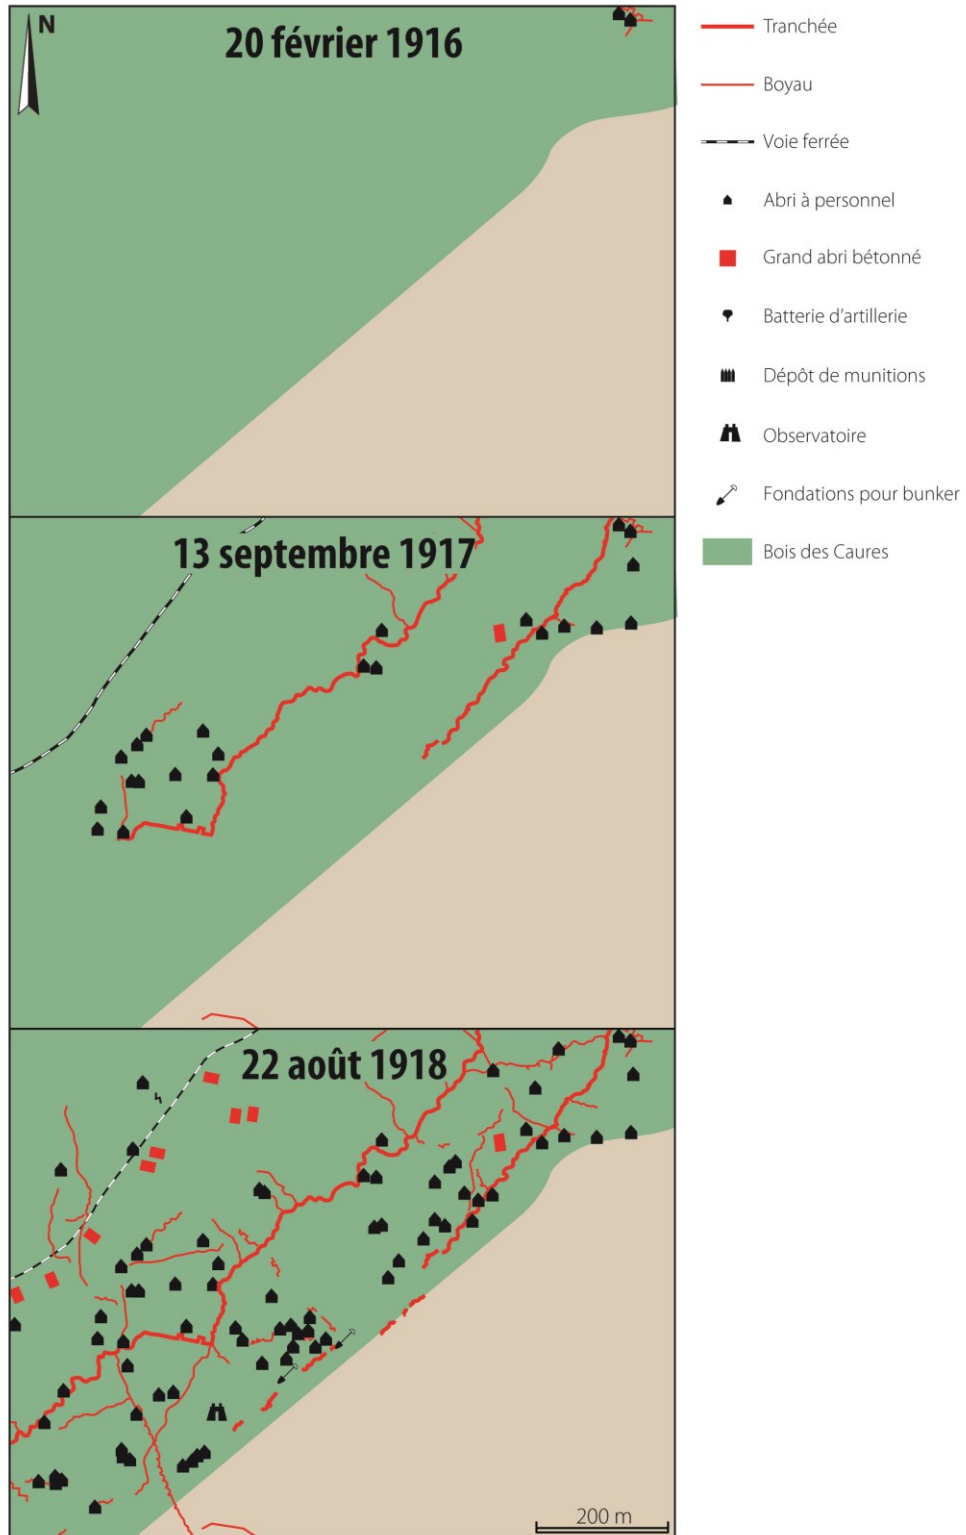 N
20 février 1916
Tranchée
Boyau
Voie ferrée
Abri à personnel
Grand abri bétonné
Batterie d'artillerie
Dépôt de munitions
Observatoire
Fondations pour bunker
Bois des Caures
13 septembre 1917
22 août 1918
200 m